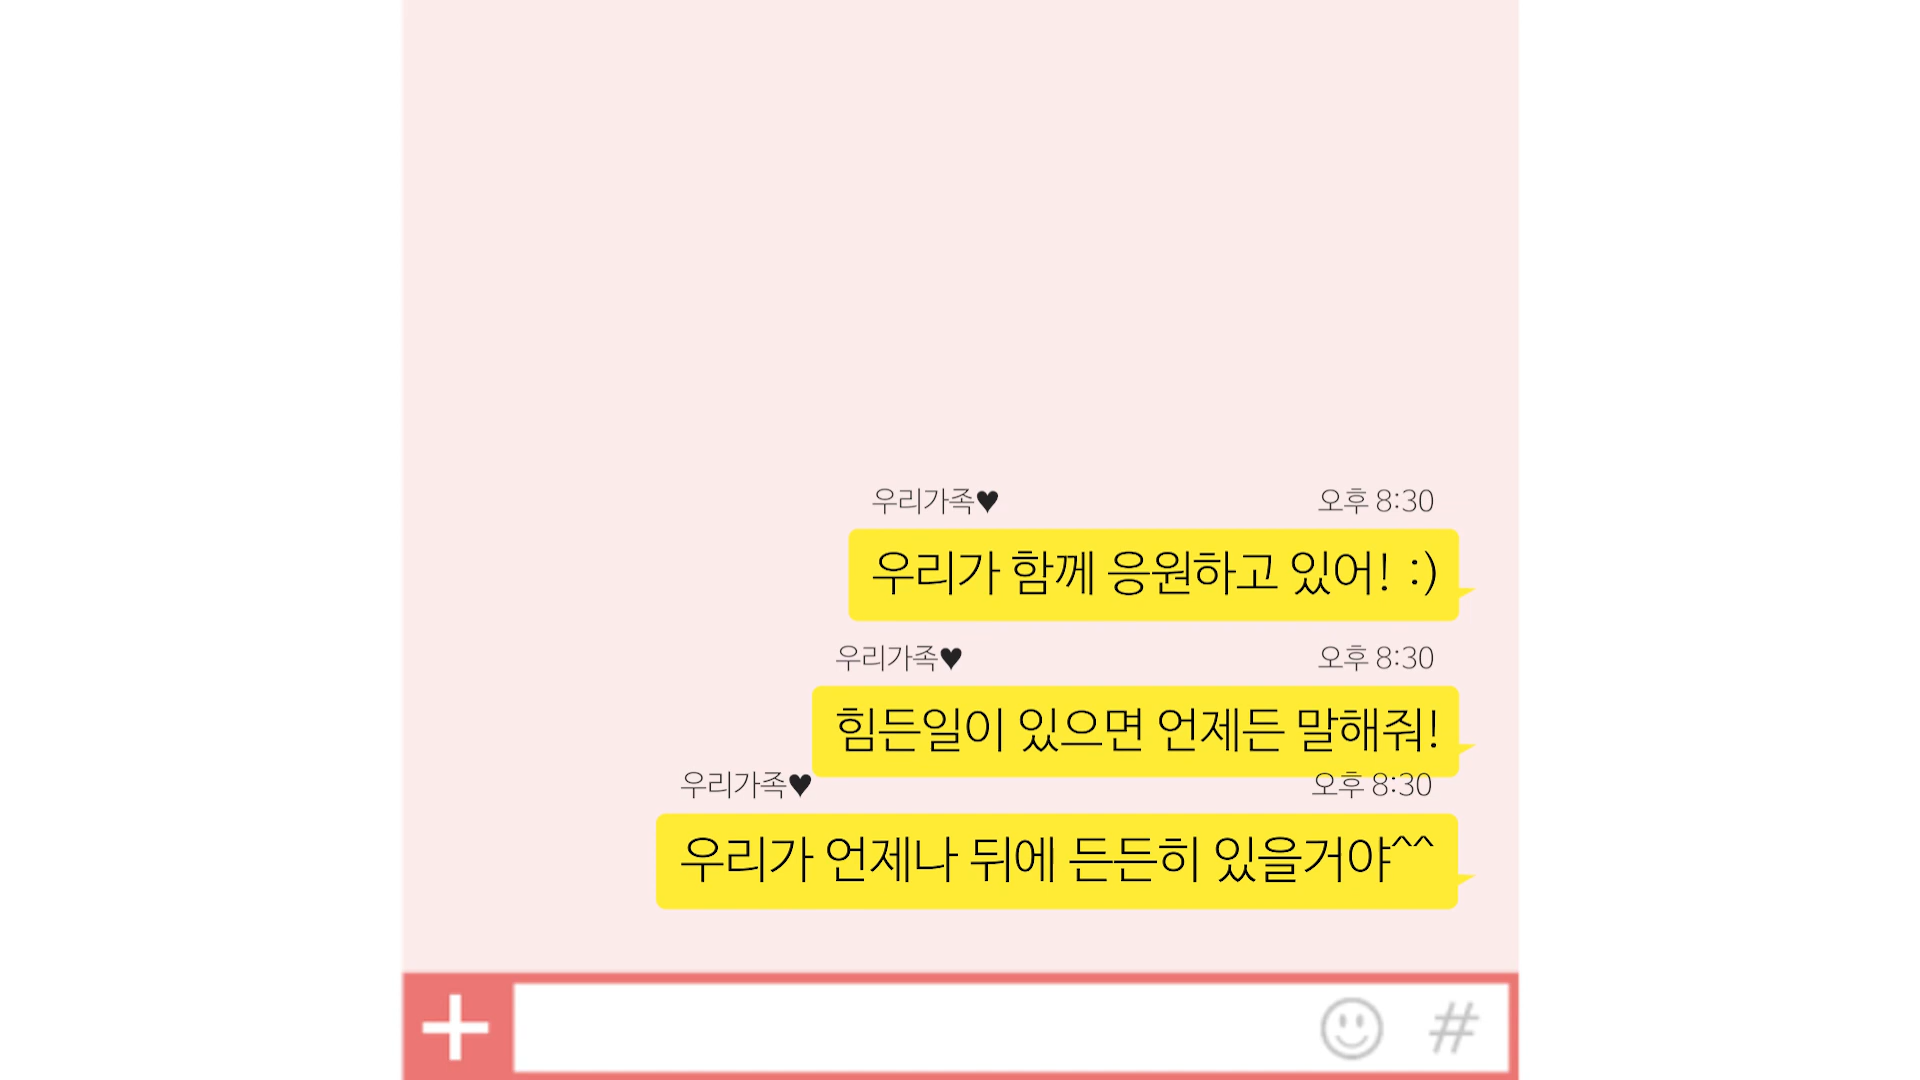 우리가족♥ 오후 8:30
우리가 함께 응원하고 있어! :)
우리가족♥ 오후 8:30
힘든일이 있으면 언제든 말해줘!
우리가족♥ 오후 8:30
우리가 언제나 뒤에 든든히 있을거야^^
#